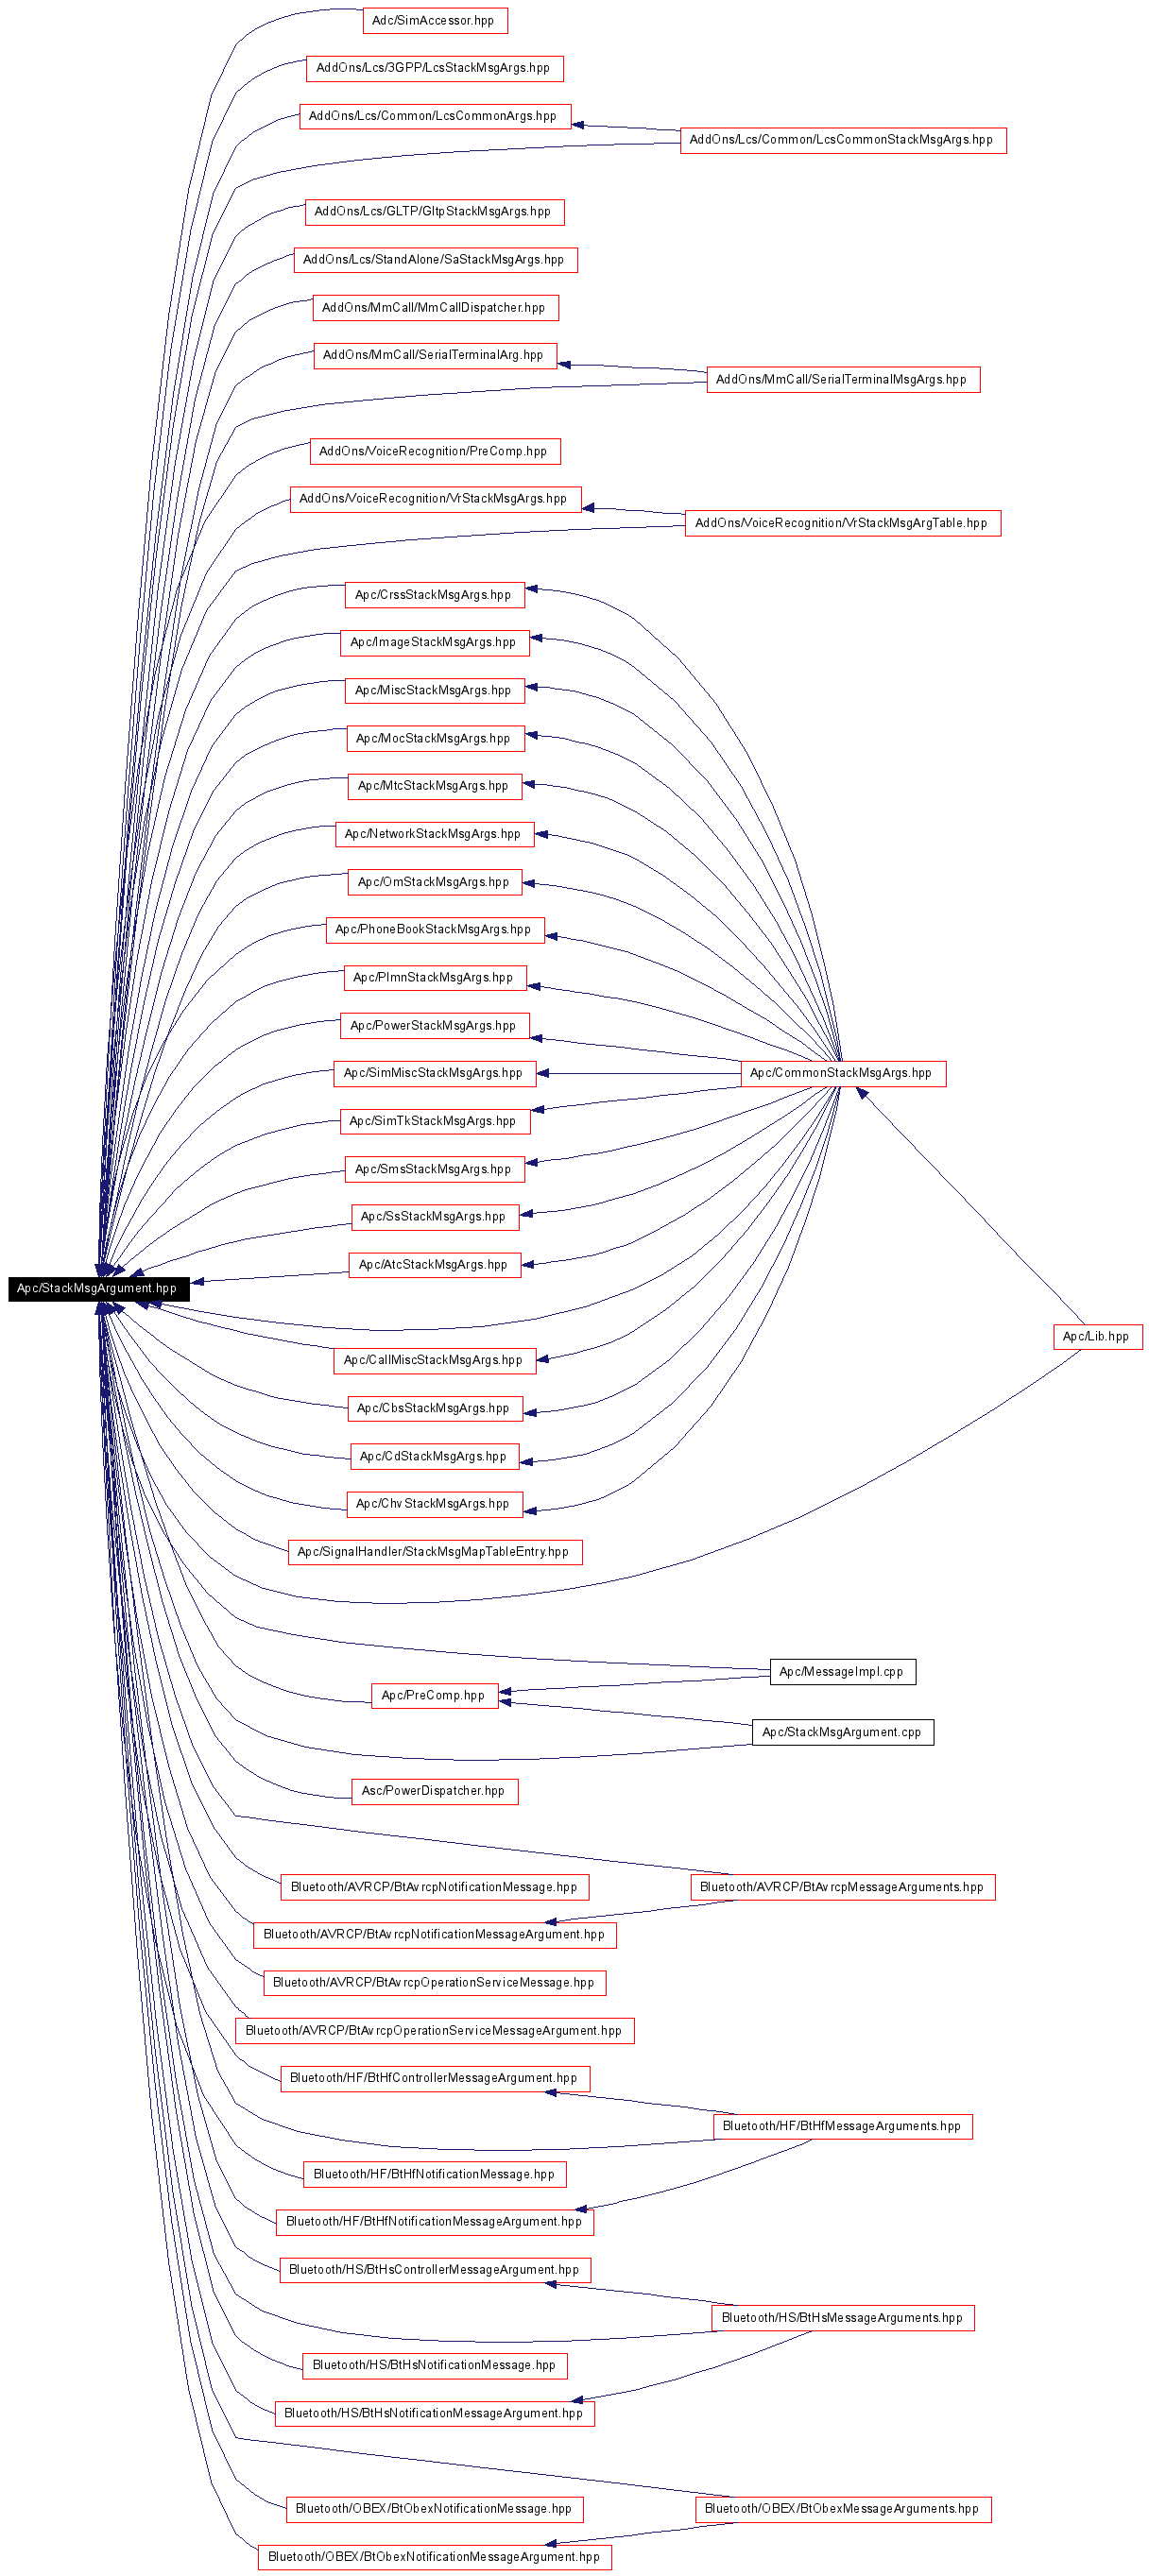 Adc/SimAccessor.hpp
AddOns/Lcs/3GPP/LcsStackMsgArgs.hpp
AddOns/Lcs/Common/LcsCommonArgs.hpp
AddOns/Lcs/Common/LcsCommonStackMsgArgs.hpp
AddOns/Lcs/GLTP/GltpStackMsgArgs.hpp
AddOns/Lcs/StandAlone/SaStackMsgArgs.hpp
AddOns/MmCall/MmCallDispatcher.hpp
AddOns/MmCall/SerialTerminalArg.hpp
AddOns/MmCall/SerialTerminalMsgArgs.hpp
AddOns/VoiceRecognition/PreComp.hpp
AddOns/VoiceRecognition/VrStackMsgArgs.hpp
AddOns/VoiceRecognition/VrStackMsgArgTable.hpp
Apc/CrssStackMsgArgs.hpp
Apc/ImageStackMsgArgs.hpp
Apc/MiscStackMsgArgs.hpp
Apc/MocStackMsgArgs.hpp
Apc/MtcStackMsgArgs.hpp
Apc/NetworkStackMsgArgs.hpp
Apc/OmStackMsgArgs.hpp
Apc/PhoneBookStackMsgArgs.hpp
Apc/PlmnStackMsgArgs.hpp
Apc/PowerStackMsgArgs.hpp
Apc/SimMiscStackMsgArgs.hpp
Apc/CommonStackMsgArgs.hpp
Apc/SimTkStackMsgArgs.hpp
Apc/SmsStackMsgArgs.hpp
Apc/SsStackMsgArgs.hpp
Apc/AtcStackMsgArgs.hpp
Apc/StackMsgArgument.hpp
Apc/Lib.hpp
Apc/CallMiscStackMsgArgs.hpp
Apc/CbsStackMsgArgs.hpp
Apc/CdStackMsgArgs.hpp
Apc/ChvStackMsgArgs.hpp
Apc/SignalHandler/StackMsgMapTableEntry.hpp
Apc/MessageImpl.cpp
Apc/PreComp.hpp
Apc/StackMsgArgument.cpp
Asc/PowerDispatcher.hpp
Bluetooth/AVRCP/BtAvrcpNotificationMessage.hpp
Bluetooth/AVRCP/BtAvrcpMessageArguments.hpp
Bluetooth/AVRCP/BtAvrcpNotificationMessageArgument.hpp
Bluetooth/AVRCP/BtAvrcpOperationServiceMessage.hpp
Bluetooth/AVRCP/BtAvrcpOperationServiceMessageArgument.hpp
Bluetooth/HF/BtHfControllerMessageArgument.hpp
Bluetooth/HF/BtHfMessageArguments.hpp
Bluetooth/HF/BtHfNotificationMessage.hpp
Bluetooth/HF/BtHfNotificationMessageArgument.hpp
Bluetooth/HS/BtHsControllerMessageArgument.hpp
Bluetooth/HS/BtHsMessageArguments.hpp
Bluetooth/HS/BtHsNotificationMessage.hpp
Bluetooth/HS/BtHsNotificationMessageArgument.hpp
Bluetooth/OBEX/BtObexNotificationMessage.hpp
Bluetooth/OBEX/BtObexMessageArguments.hpp
Bluetooth/OBEX/BtObexNotificationMessageArgument.hpp